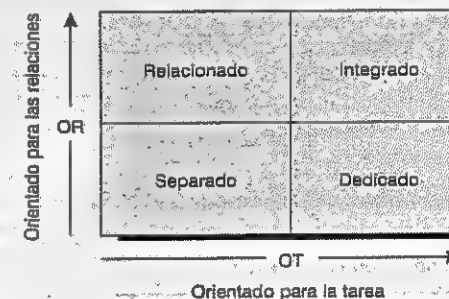 Orientado para las relaciones
OR
Relacionado
Integrado
Separado
Dedicado
OT
Orientado para la tarea